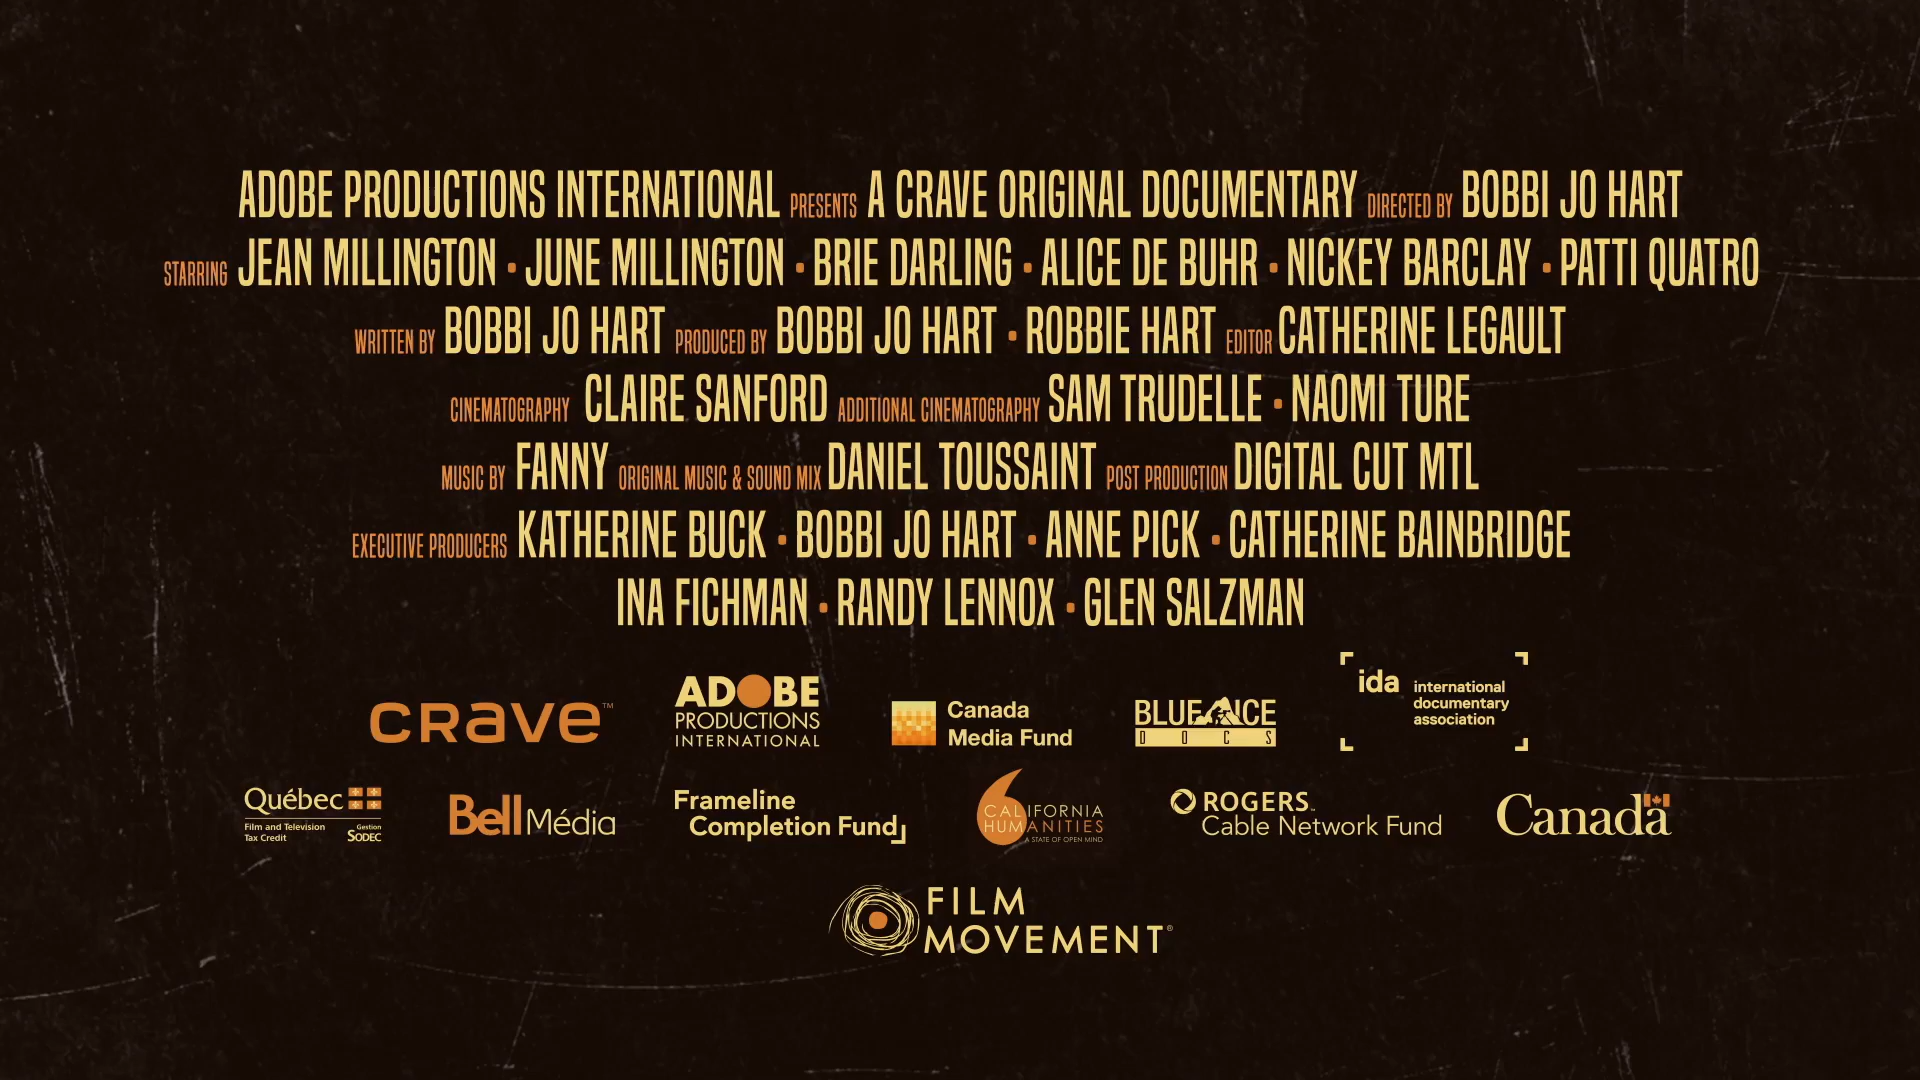 ADOBE PRODUCTIONS INTERNATIONAL PRESENTS A CRAVE ORIGINAL DOCUMENTARY DIRECTED BY BOBBI JO HART
STARRING JEAN MILLINGTON • JUNE MILLINGTON • BRIE DARLING • ALICE DE BUHR • NICKEY BARCLAY • PATTI QUATRO
WRITTEN BY BOBBI JO HART PRODUCED BY BOBBI JO HART • ROBBIE HART EDITOR CATHERINE LEGAULT
CINEMATOGRAPHY CLAIRE SANFORD ADDITIONAL CINEMATOGRAPHY SAM TRUDELLE • NAOMI TURE
MUSIC BY FANNY ORIGINAL MUSIC & SOUND MIX DANIEL TOUSSAINT POST PRODUCTION DIGITAL CUT MTL
EXECUTIVE PRODUCERS KATHERINE BUCK • BOBBI JO HART • ANNE PICK • CATHERINE BAINBRIDGE
INA FICHMAN • RANDY LENNOX • GLEN SALZMAN
CRAVE™
ADOBE
PRODUCTIONS
INTERNATIONAL
Canada
Media Fund
BLUE ICE
DOCS
ida international
documentary
association
Québec
Film and Television
Tax Credit
Gestion
SODEC
Bell Média
Frameline
Completion Fund
CALIFORNIA
HUMANITIES
A STATE OF OPEN MIND
ROGERS™
Cable Network Fund
Canada
FILM
MOVEMENT®